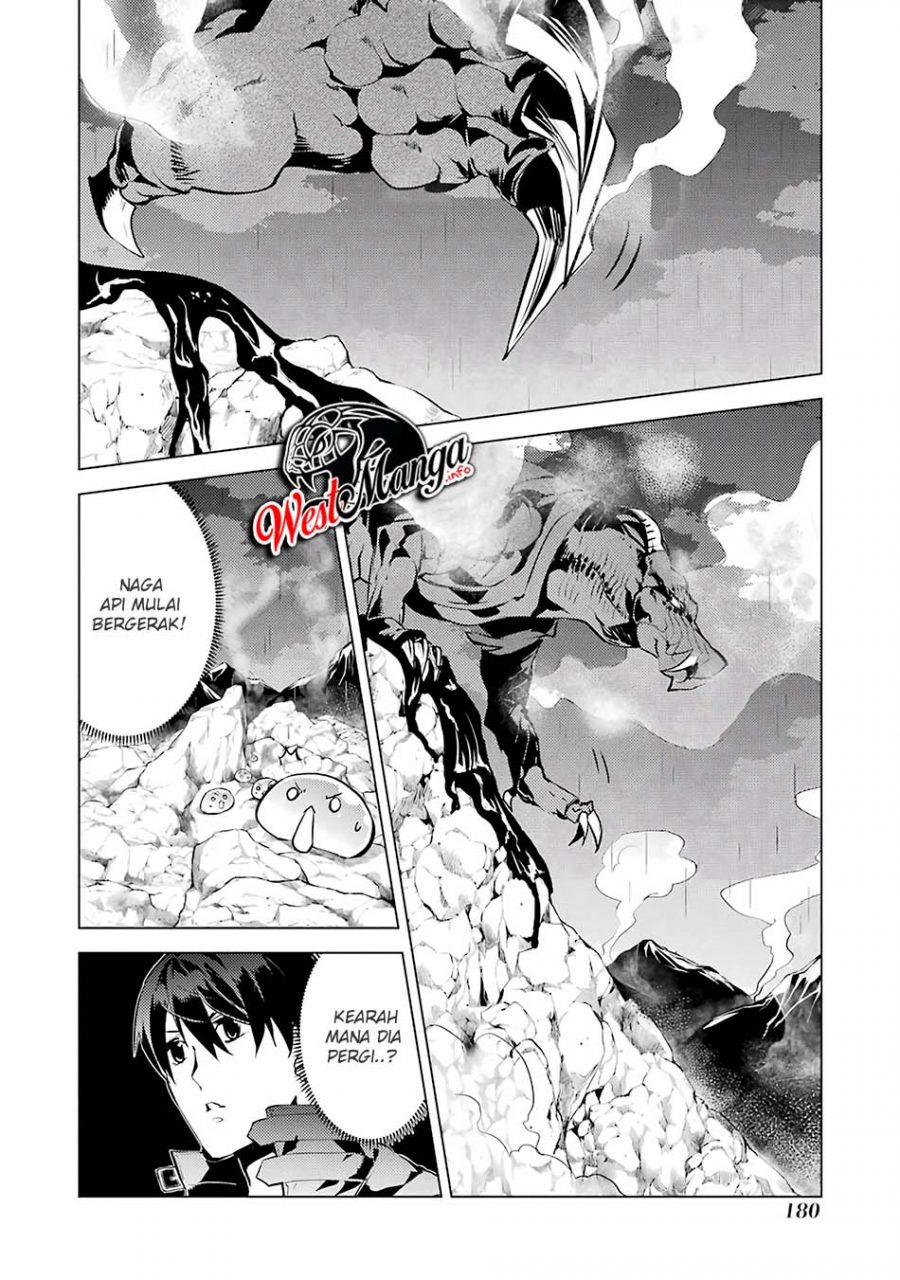 WestManga
.info
NAGA
API MULAI
BERGERAK!
KEARAH
MANA DIA
PERGI..?
180